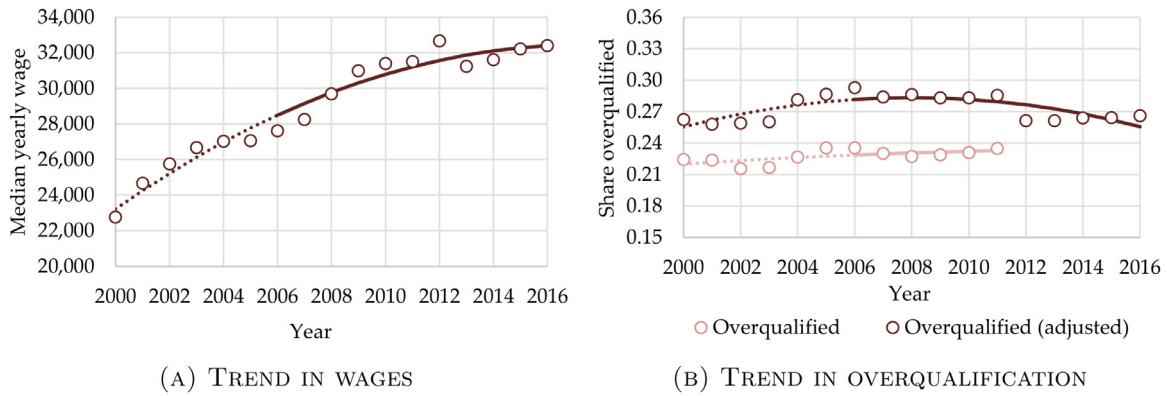 34,000
32,000
30,000
28,000
26,000
24,000
22,000
20,000
Median yearly wage
2000 2002 2004 2006 2008 2010 2012 2014 2016
Year
(A) TREND IN WAGES
0.36
0.33
0.30
0.27
0.24
0.21
0.18
0.15
Share overqualified
2000 2002 2004 2006 2008 2010 2012 2014 2016
Year
Overqualified Overqualified (adjusted)
(B) TREND IN OVERQUALIFICATION